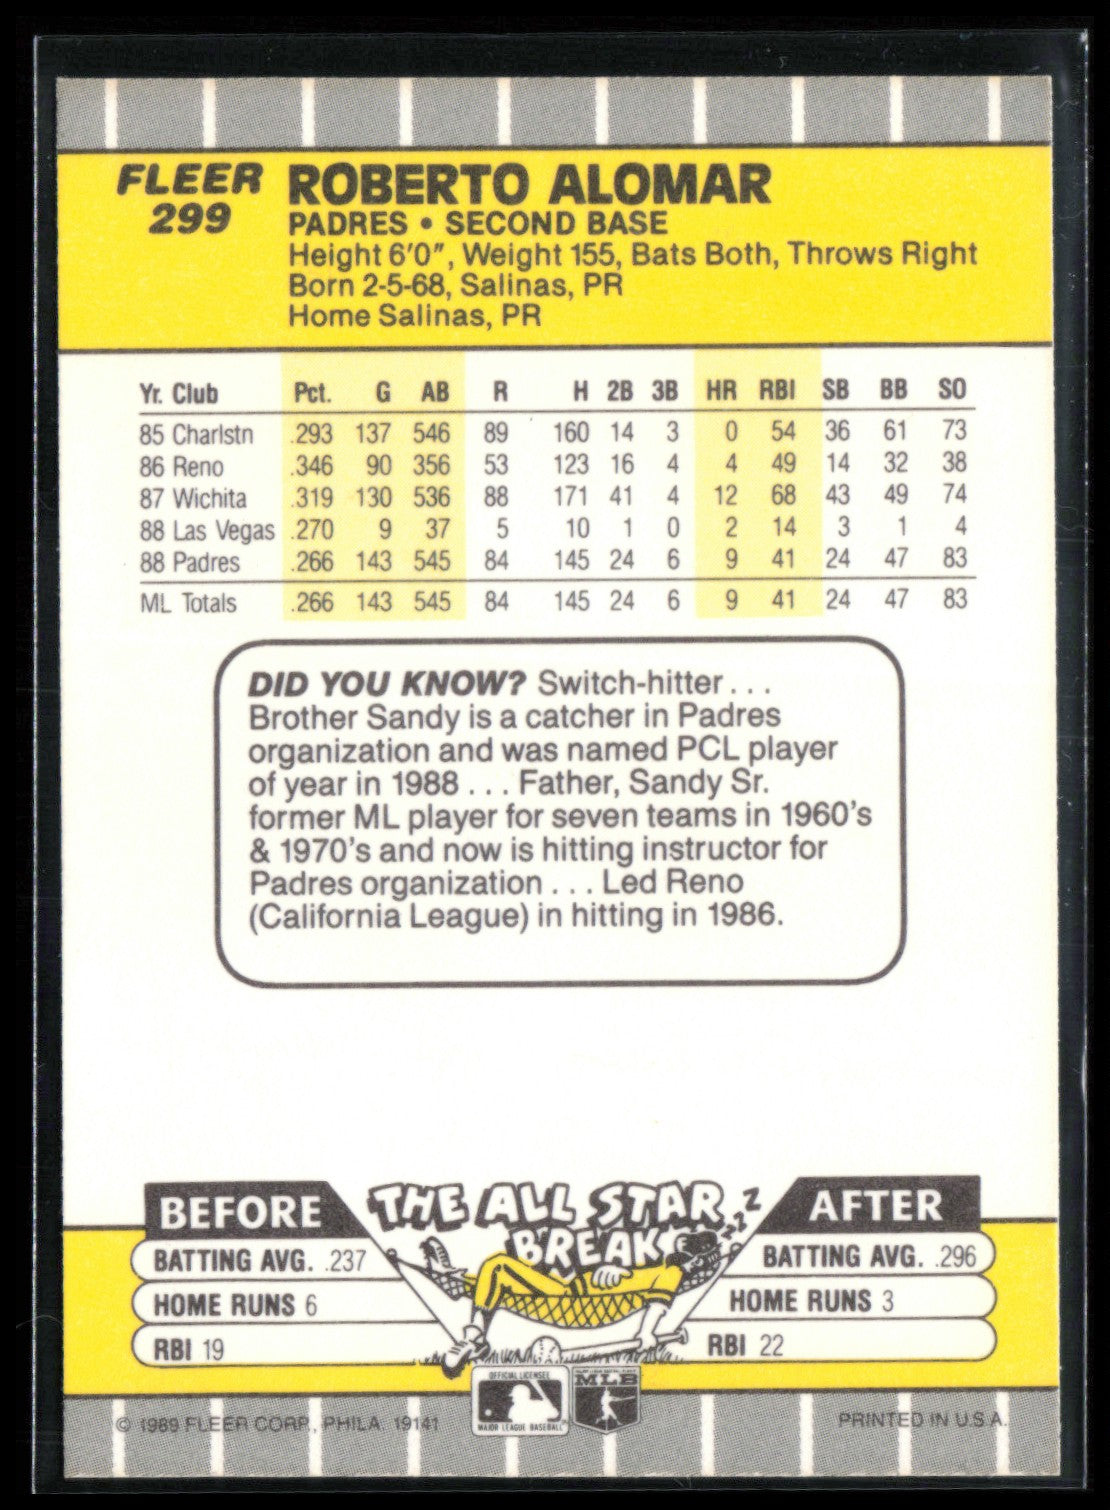 FLEER
299
ROBERTO ALOMAR
PADRES • SECOND BASE
Height 6'0", Weight 155, Bats Both, Throws Right
Born 2-5-68, Salinas, PR
Home Salinas, PR
Yr. Club Pct. G AB R H 2B 3B HR RBI SB BB SO
85 Charlstn .293 137 546 89 160 14 3 0 54 36 61 73
86 Reno .346 90 356 53 123 16 4 4 49 14 32 38
87 Wichita .319 130 536 88 171 41 4 12 68 43 49 74
88 Las Vegas .270 9 37 5 10 1 0 2 14 3 1 4
88 Padres .266 143 545 84 145 24 6 9 41 24 47 83
ML Totals .266 143 545 84 145 24 6 9 41 24 47 83
DID YOU KNOW? Switch-hitter . . .
Brother Sandy is a catcher in Padres
organization and was named PCL player
of year in 1988 . . . Father, Sandy Sr.
former ML player for seven teams in 1960's
& 1970's and now is hitting instructor for
Padres organization . . . Led Reno
(California League) in hitting in 1986.
BEFORE
THE ALL STAR
BREAK
ZZZ
AFTER
BATTING AVG. .237
HOME RUNS 6
RBI 19
BATTING AVG. .296
HOME RUNS 3
RBI 22
OFFICIAL LICENSEE
MAJOR LEAGUE BASEBALL
MLB
© 1989 FLEER CORP., PHILA. 19141
PRINTED IN U.S.A.